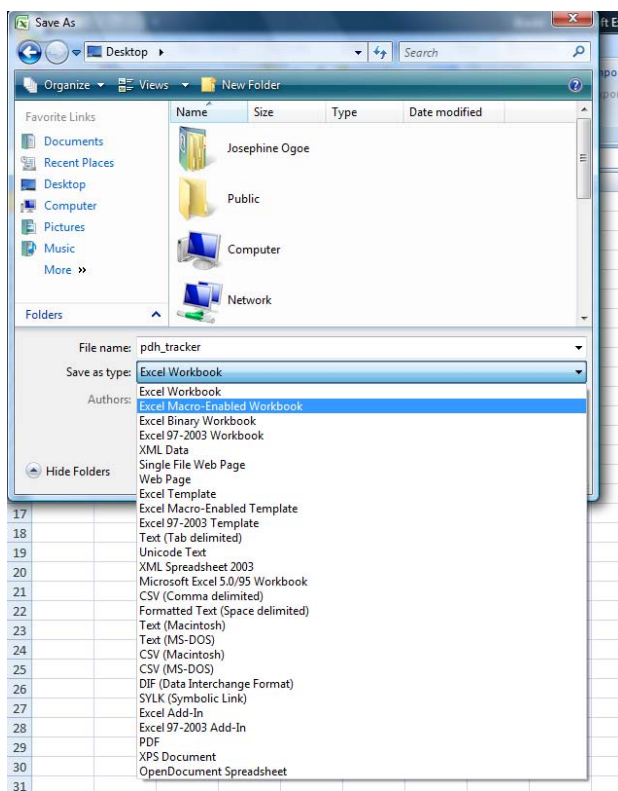 Save As
ft E
Desktop
Search
Organize Views New Folder
Favorite Links
Documents
Recent Places
Desktop
Computer
Pictures
Music
More »
Folders
Name Size Type Date modified
Josephine Ogoe
Public
Computer
Network
File name: pdh_tracker
Save as type: Excel Workbook
Authors:
Hide Folders
Excel Workbook
Excel Macro-Enabled Workbook
Excel Binary Workbook
Excel 97-2003 Workbook
XML Data
Single File Web Page
Web Page
Excel Template
Excel Macro-Enabled Template
Excel 97-2003 Template
Text (Tab delimited)
Unicode Text
XML Spreadsheet 2003
Microsoft Excel 5.0/95 Workbook
CSV (Comma delimited)
Formatted Text (Space delimited)
Text (Macintosh)
Text (MS-DOS)
CSV (Macintosh)
CSV (MS-DOS)
DIF (Data Interchange Format)
SYLK (Symbolic Link)
Excel Add-In
Excel 97-2003 Add-In
PDF
XPS Document
OpenDocument Spreadsheet
17
18
19
20
21
22
23
24
25
26
27
28
29
30
31